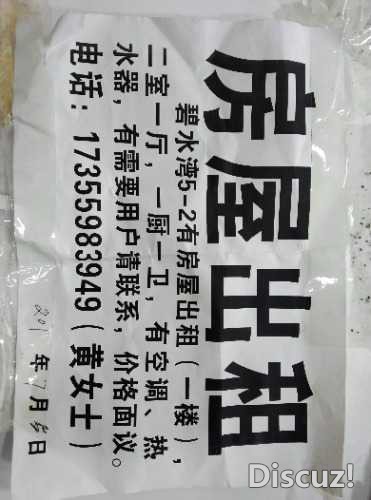 房屋出租
碧水湾5-2有房屋出租（一楼），
二室一厅，一厨一卫，有空调、热
水器，有需要用户请联系，价格面议。
电话：17355983949（黄女士）
年 月 日
Discuz!